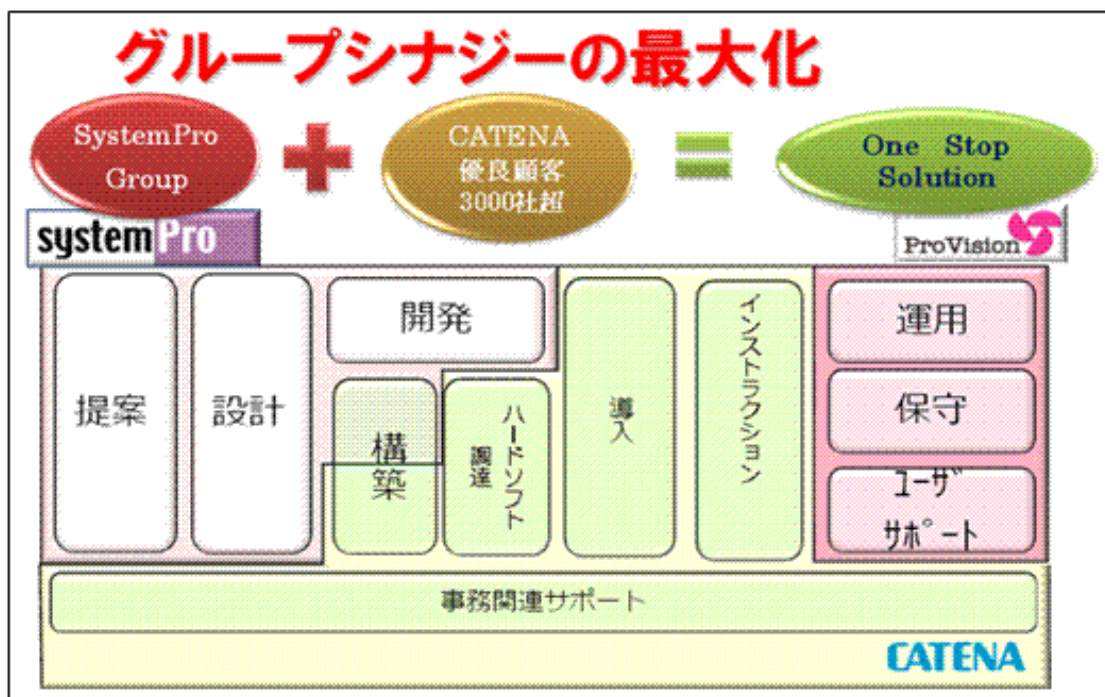 グループシナジーの最大化
SystemPro
Group
CATENA
優良顧客
3000社超
One Stop
Solution
systemPro
ProVision
提案
設計
開発
構築
ハードソフト
調達
導入
インストラクション
運用
保守
ﾕｰｻﾞ
ｻﾎﾟｰﾄ
事務関連サポート
CATENA